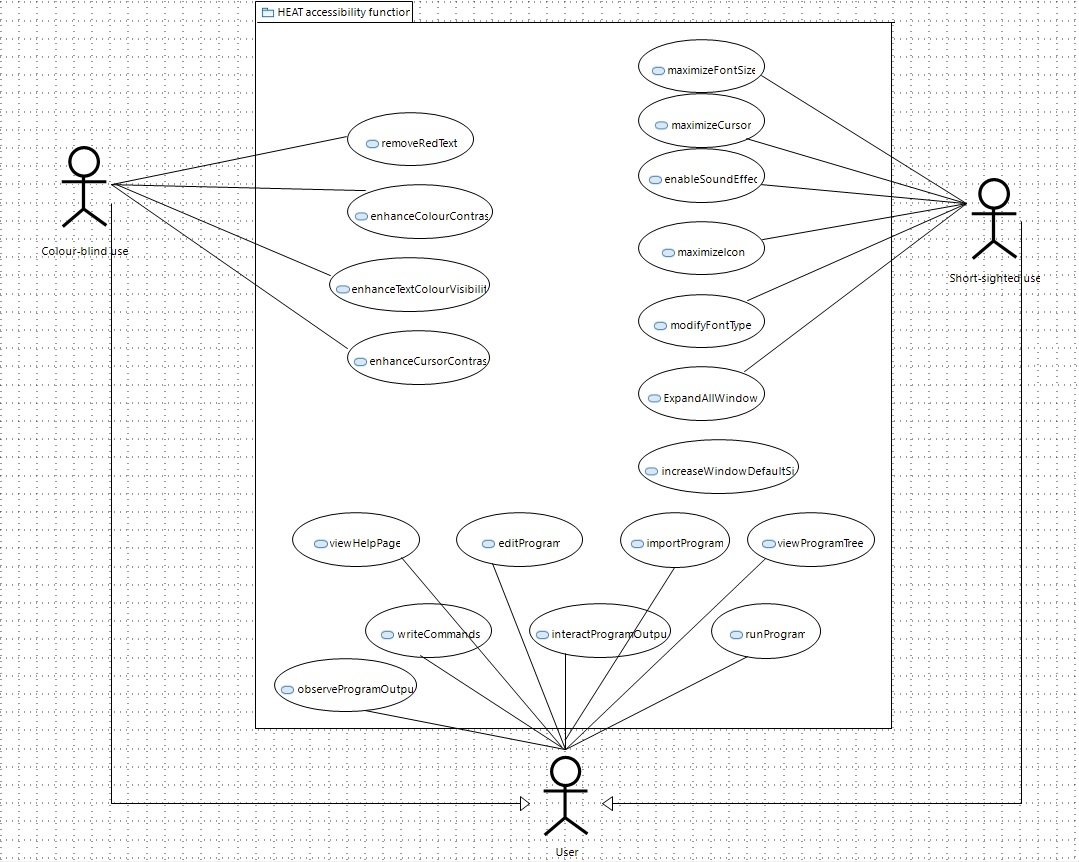 HEAT accessibility function
maximizeFontSize
maximizeCursor
removeRedText
enableSoundEffec
enhanceColourContras
Colour-blind use
maximizeIcon
Short-sighted use
enhanceTextColourVisibilit
modifyFontType
enhanceCursorContras
ExpandAllWindow
increaseWindowDefaultSi
viewHelpPage
editProgram
importProgram
viewProgramTree
writeCommands
interactProgramOutpu
runProgram
observeProgramOutpu
User